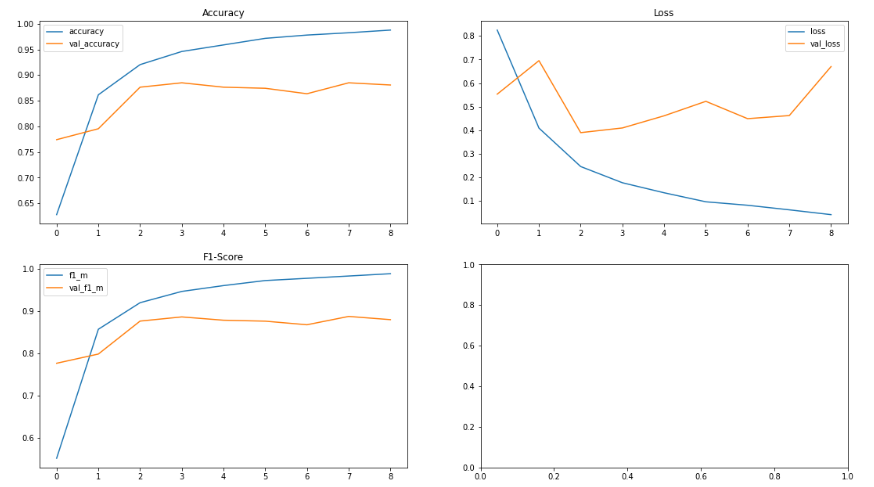 Accuracy
1.00
0.95
0.90
0.85
0.80
0.75
0.70
0.65
accuracy
val_accuracy
0 1 2 3 4 5 6 7 8
Loss
0.8
0.7
0.6
0.5
0.4
0.3
0.2
0.1
loss
val_loss
0 1 2 3 4 5 6 7 8
F1-Score
1.0
0.9
0.8
0.7
0.6
f1_m
val_f1_m
0 1 2 3 4 5 6 7 8
1.0
0.8
0.6
0.4
0.2
0.0
0.0 0.2 0.4 0.6 0.8 1.0